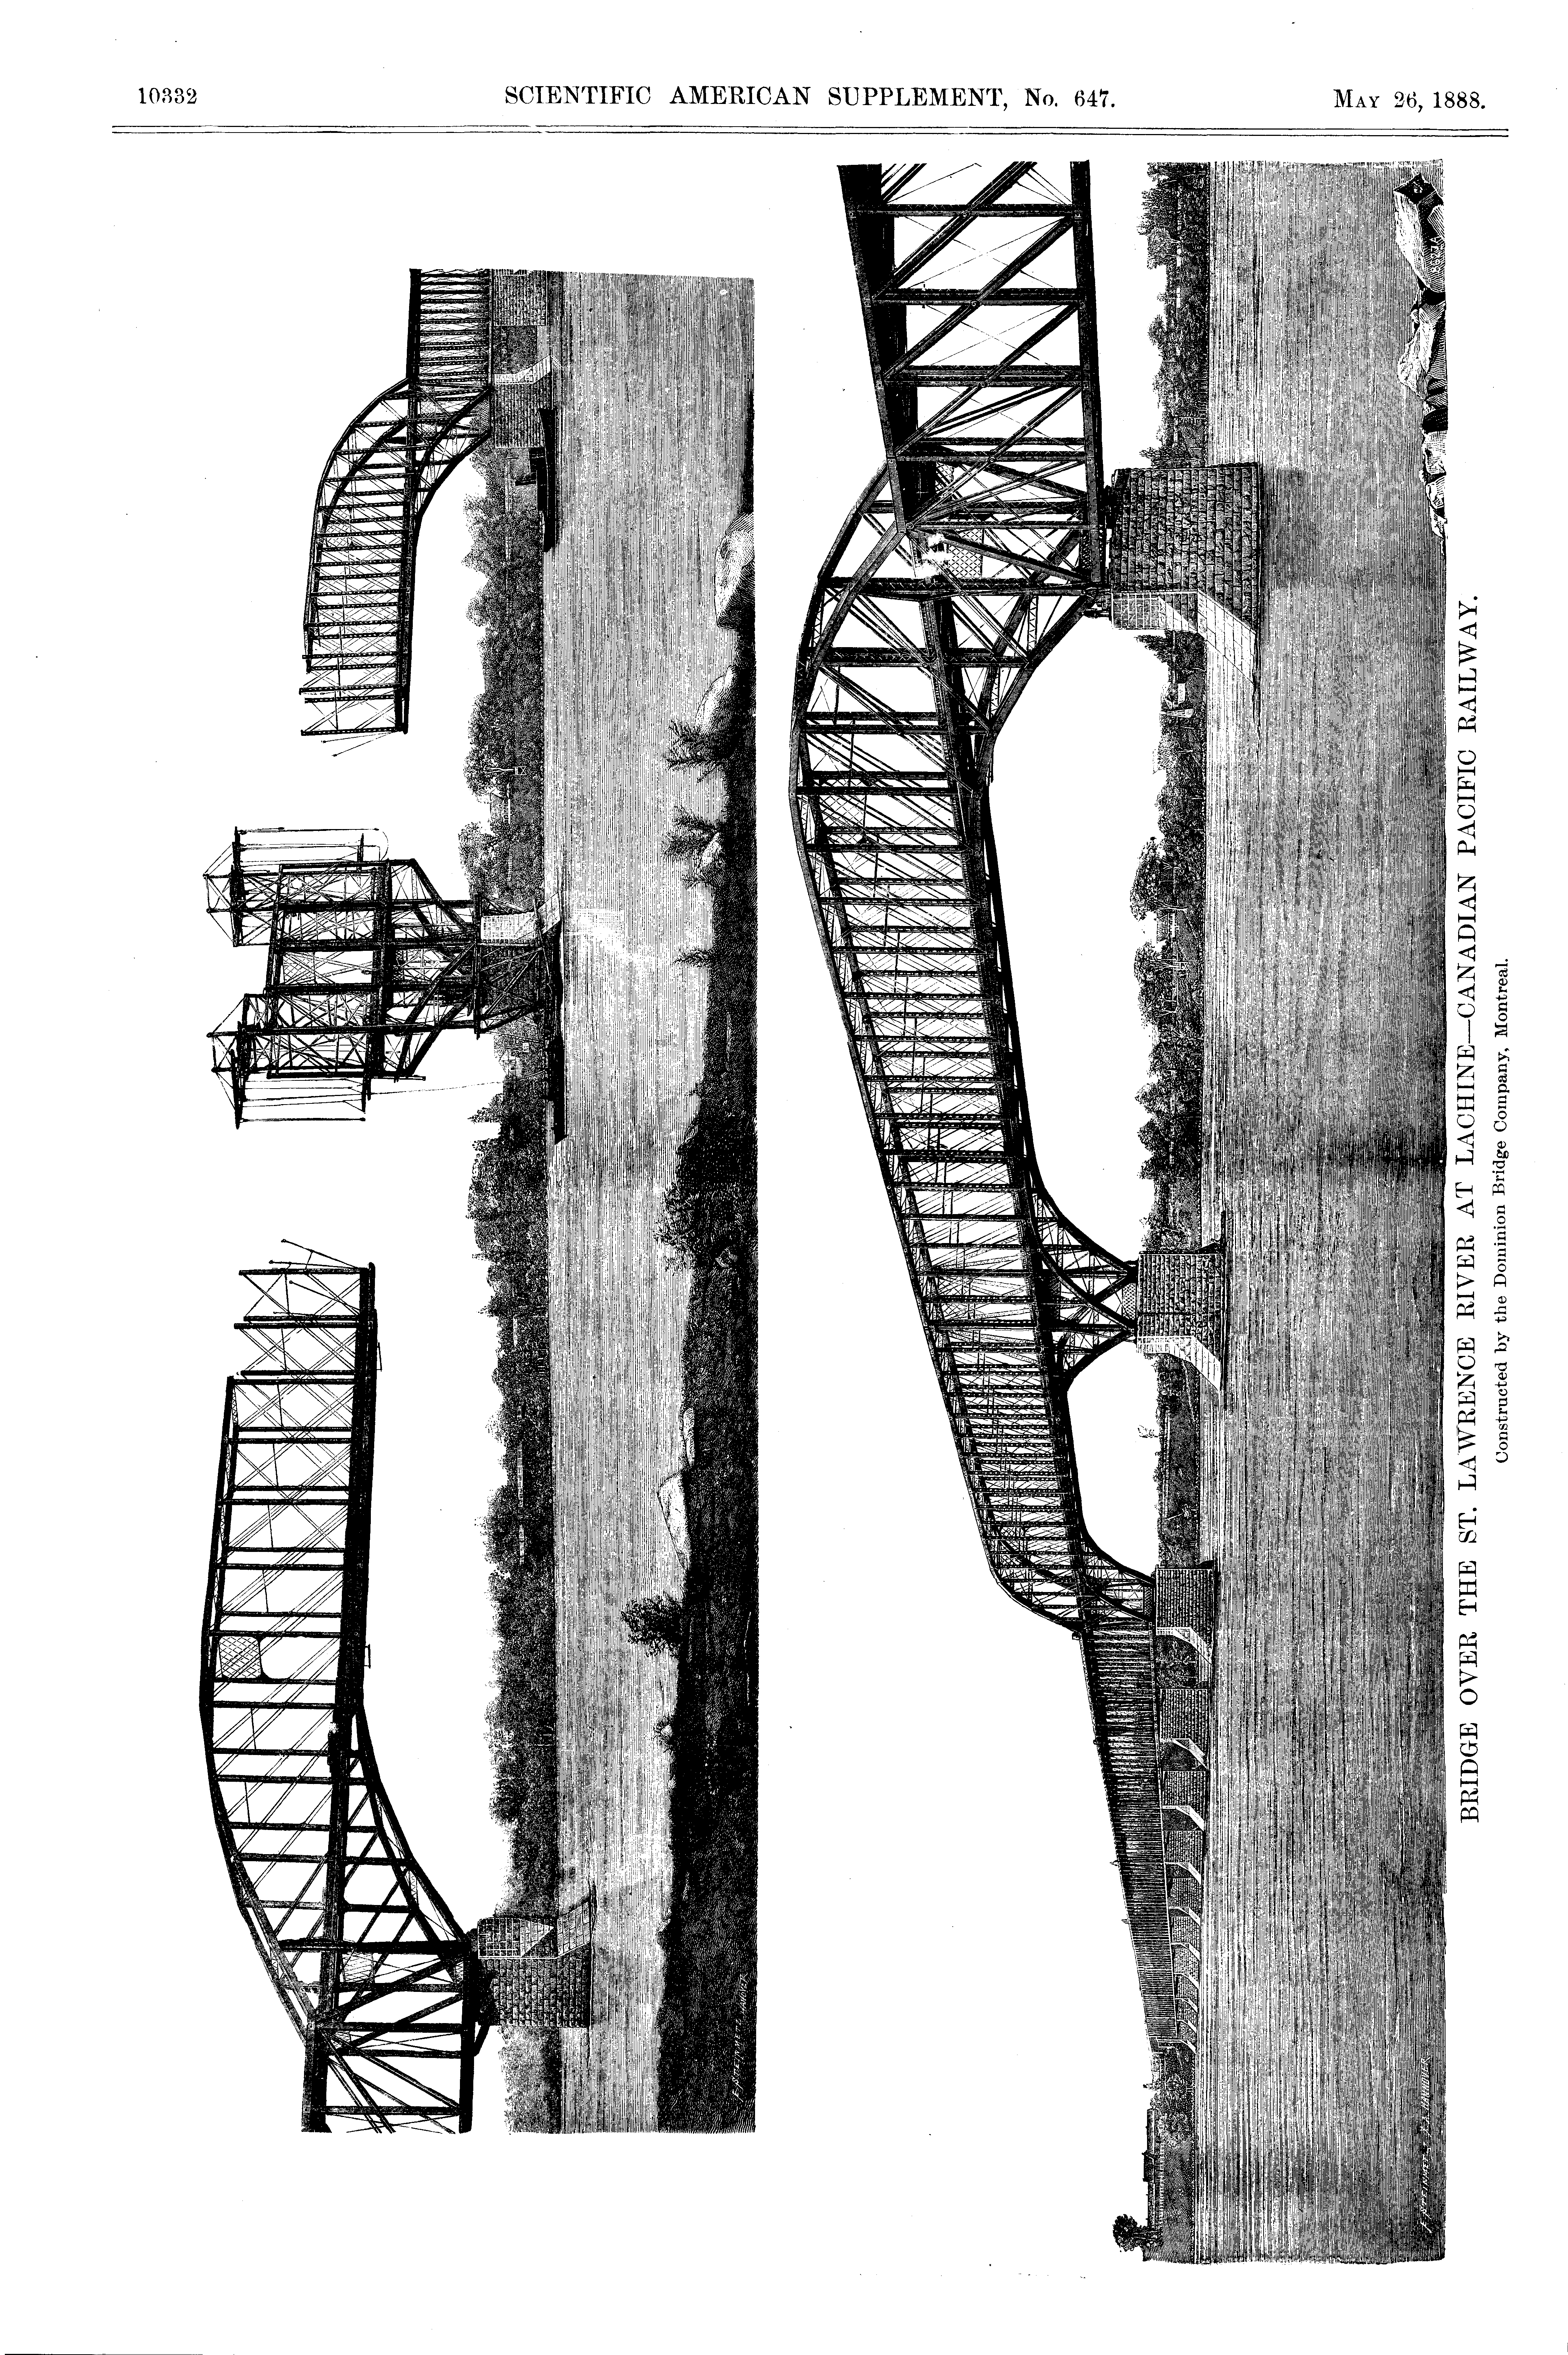 10332
SCIENTIFIC AMERICAN SUPPLEMENT, No. 647.
MAY 26, 1888.
BRIDGE OVER THE ST. LAWRENCE RIVER AT LACHINE—CANADIAN PACIFIC RAILWAY.
Constructed by the Dominion Bridge Company, Montreal.